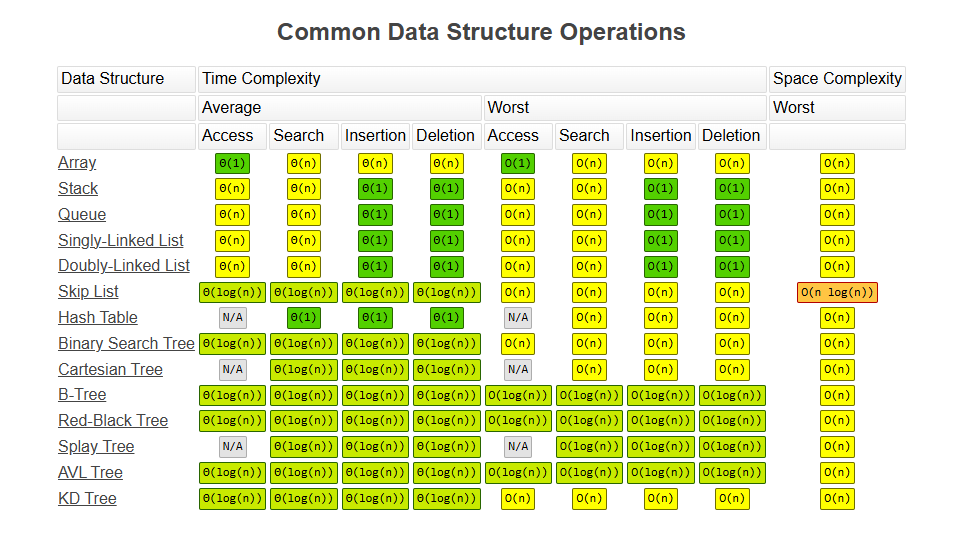 Common Data Structure Operations
Data Structure Time Complexity Space Complexity
Average Worst Worst
Access Search Insertion Deletion Access Search Insertion Deletion
Array Θ(1) Θ(n) Θ(n) Θ(n) O(1) O(n) O(n) O(n) O(n)
Stack Θ(n) Θ(n) Θ(1) Θ(1) O(n) O(n) O(1) O(1) O(n)
Queue Θ(n) Θ(n) Θ(1) Θ(1) O(n) O(n) O(1) O(1) O(n)
Singly-Linked List Θ(n) Θ(n) Θ(1) Θ(1) O(n) O(n) O(1) O(1) O(n)
Doubly-Linked List Θ(n) Θ(n) Θ(1) Θ(1) O(n) O(n) O(1) O(1) O(n)
Skip List Θ(log(n)) Θ(log(n)) Θ(log(n)) Θ(log(n)) O(n) O(n) O(n) O(n) O(n log(n))
Hash Table N/A Θ(1) Θ(1) Θ(1) N/A O(n) O(n) O(n) O(n)
Binary Search Tree Θ(log(n)) Θ(log(n)) Θ(log(n)) Θ(log(n)) O(n) O(n) O(n) O(n) O(n)
Cartesian Tree N/A Θ(log(n)) Θ(log(n)) Θ(log(n)) N/A O(n) O(n) O(n) O(n)
B-Tree Θ(log(n)) Θ(log(n)) Θ(log(n)) Θ(log(n)) O(log(n)) O(log(n)) O(log(n)) O(log(n)) O(n)
Red-Black Tree Θ(log(n)) Θ(log(n)) Θ(log(n)) Θ(log(n)) O(log(n)) O(log(n)) O(log(n)) O(log(n)) O(n)
Splay Tree N/A Θ(log(n)) Θ(log(n)) Θ(log(n)) N/A O(log(n)) O(log(n)) O(log(n)) O(n)
AVL Tree Θ(log(n)) Θ(log(n)) Θ(log(n)) Θ(log(n)) O(log(n)) O(log(n)) O(log(n)) O(log(n)) O(n)
KD Tree Θ(log(n)) Θ(log(n)) Θ(log(n)) Θ(log(n)) O(n) O(n) O(n) O(n) O(n)